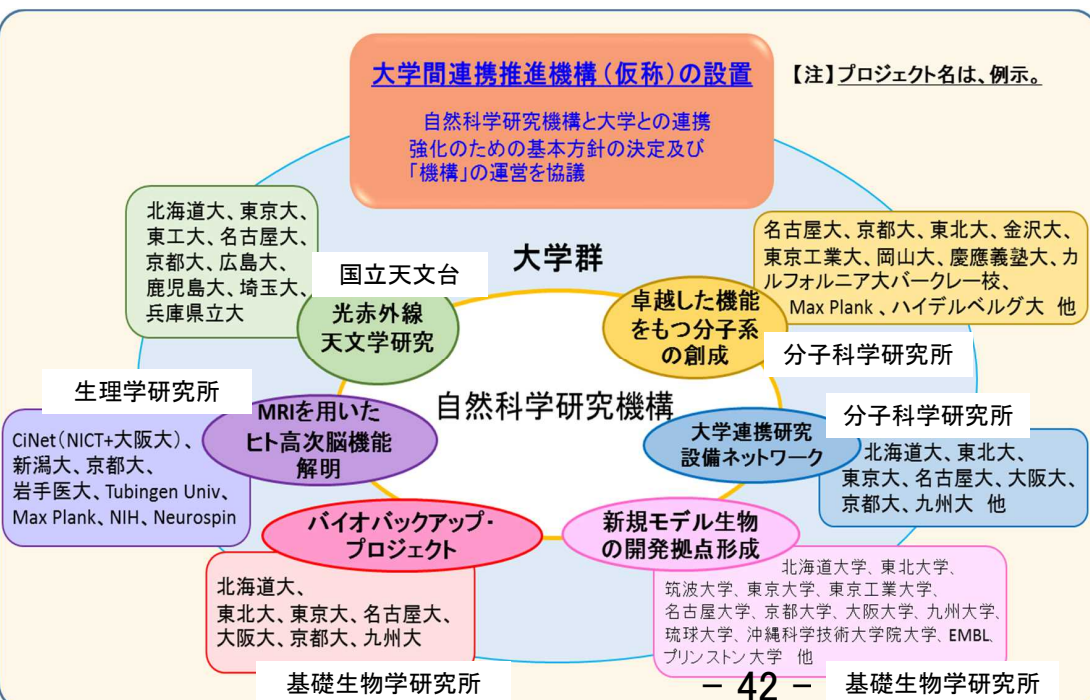 大学間連携推進機構（仮称）の設置
【注】プロジェクト名は、例示。
自然科学研究機構と大学との連携
強化のための基本方針の決定及び
「機構」の運営を協議
北海道大、東京大、
東工大、名古屋大、
京都大、広島大、
鹿児島大、埼玉大、
兵庫県立大
国立天文台
光赤外線
天文学研究
大学群
名古屋大、京都大、東北大、金沢大、
東京工業大、岡山大、慶應義塾大、カ
ルフォルニア大バークレー校、
Max Plank 、ハイデルベルグ大 他
卓越した機能
をもつ分子系
の創成
分子科学研究所
生理学研究所
MRIを用いた
ヒト高次脳機能
解明
CiNet（NICT+大阪大）、
新潟大、京都大、
岩手医大、Tubingen Univ、
Max Plank、NIH、Neurospin
自然科学研究機構
分子科学研究所
大学連携研究
設備ネットワーク
北海道大、東北大、
東京大、名古屋大、大阪大、
京都大、九州大 他
バイオバックアップ・
プロジェクト
北海道大、
東北大、東京大、名古屋大、
大阪大、京都大、九州大
基礎生物学研究所
新規モデル生物
の開発拠点形成
北海道大学、東北大学、
筑波大学、東京大学、東京工業大学、
名古屋大学、京都大学、大阪大学、九州大学、
琉球大学、沖縄科学技術大学院大学、EMBL、
プリンストン大学 他
基礎生物学研究所
− 42 −